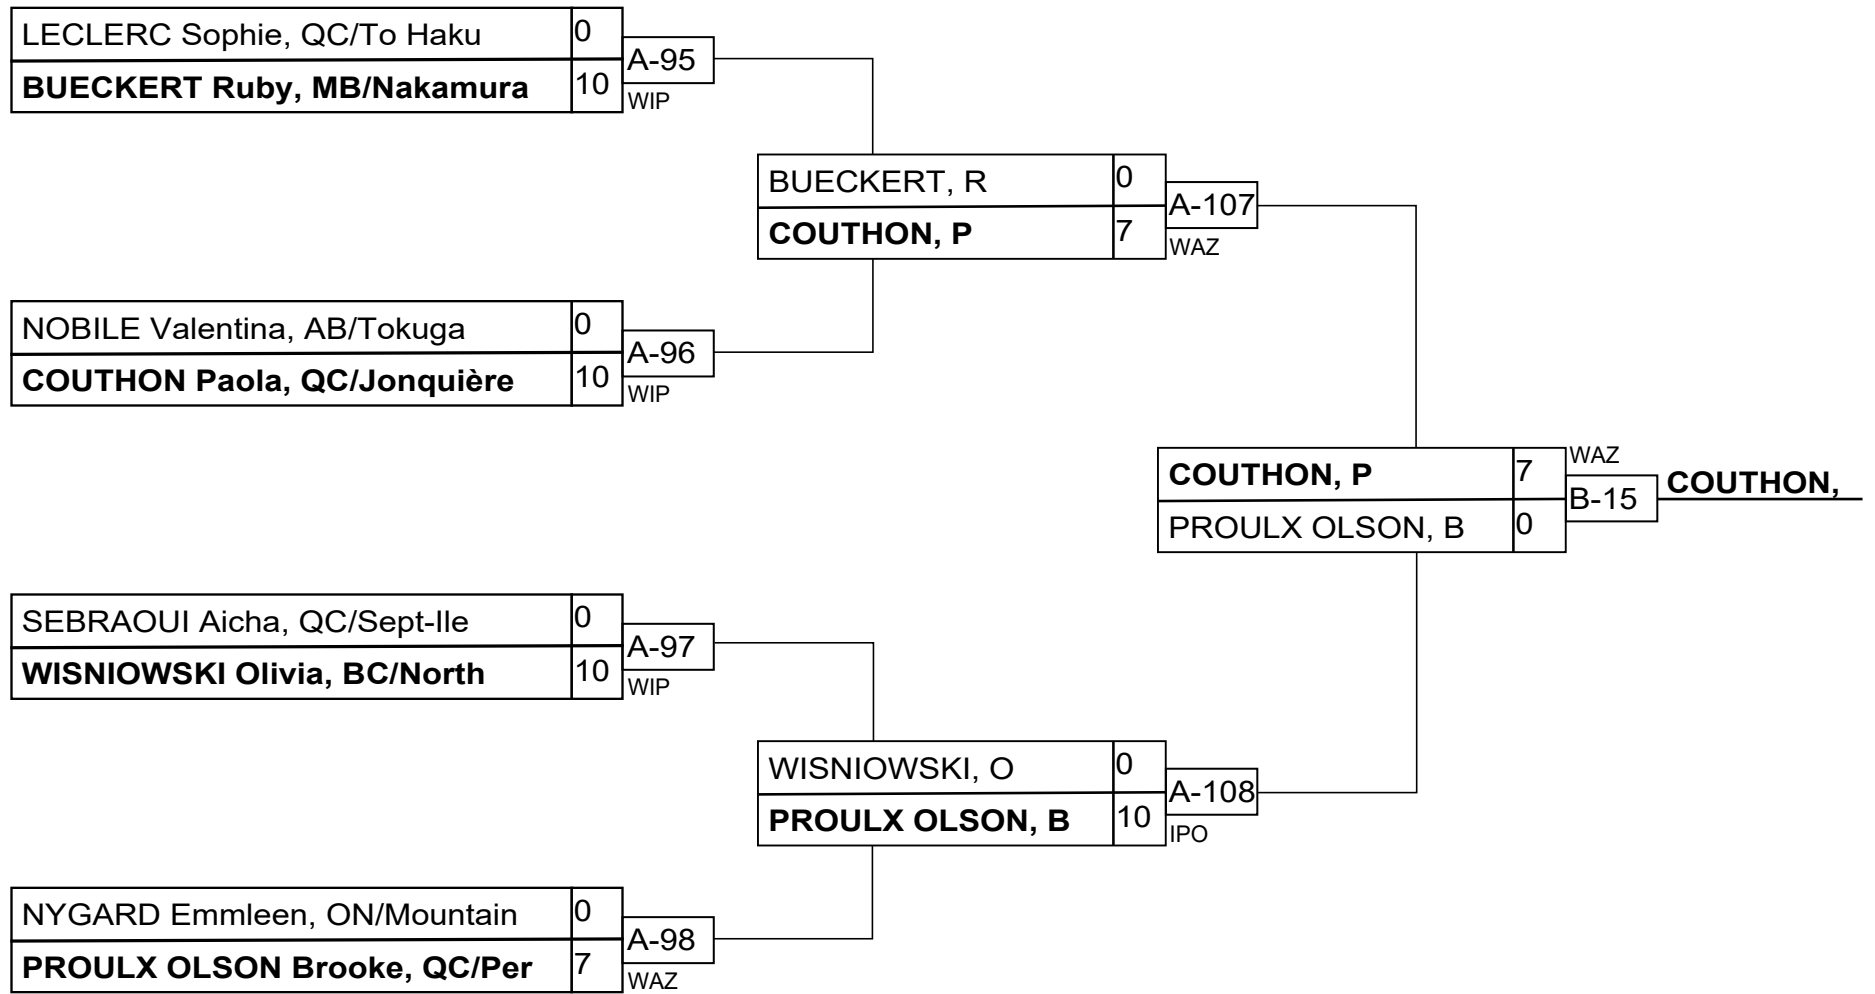 LECLERC Sophie, QC/To Haku 0
A-95
BUECKERT Ruby, MB/Nakamura 10
WIP
BUECKERT, R 0
A-107
COUTHON, P 7
WAZ
NOBILE Valentina, AB/Tokuga 0
A-96
COUTHON Paola, QC/Jonquière 10
WIP
WAZ
COUTHON, P 7
COUTHON,
B-15
PROULX OLSON, B 0
SEBRAOUI Aicha, QC/Sept-Ile 0
A-97
WISNIOWSKI Olivia, BC/North 10
WIP
WISNIOWSKI, O 0
A-108
PROULX OLSON, B 10
IPO
NYGARD Emmleen, ON/Mountain 0
A-98
PROULX OLSON Brooke, QC/Per 7
WAZ